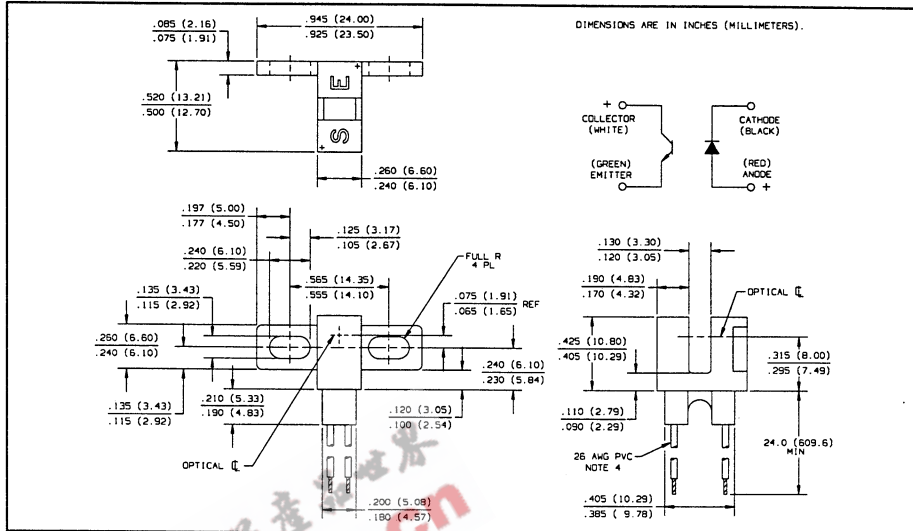 .085 (2.16)
.075 (1.91)
.945 (24.00)
.925 (23.50)
DIMENSIONS ARE IN INCHES (MILLIMETERS).
.520 (13.21)
.500 (12.70)
+ E
S
+
.260 (6.60)
.240 (6.10)
+
COLLECTOR
(WHITE)
CATHODE
(BLACK)
(GREEN)
EMITTER
(RED)
ANODE
+
.197 (5.00)
.177 (4.50)
.125 (3.17)
.105 (2.67)
.240 (6.10)
.220 (5.59)
FULL R
4 PL
.565 (14.35)
.555 (14.10)
.135 (3.43)
.115 (2.92)
.075 (1.91) REF
.065 (1.65)
.260 (6.60)
.240 (6.10)
.240 (6.10)
.230 (5.84)
.210 (5.33)
.190 (4.83)
.135 (3.43)
.115 (2.92)
.120 (3.05)
.100 (2.54)
OPTICAL ℄
.200 (5.08)
.180 (4.57)
.130 (3.30)
.120 (3.05)
.190 (4.83)
.170 (4.32)
OPTICAL ℄
.425 (10.80)
.405 (10.29)
.315 (8.00)
.295 (7.49)
.110 (2.79)
.090 (2.29)
24.0 (609.6)
MIN
26 AWG PVC
NOTE 4
.405 (10.29)
.385 ( 9.78)
產品世界
.cn